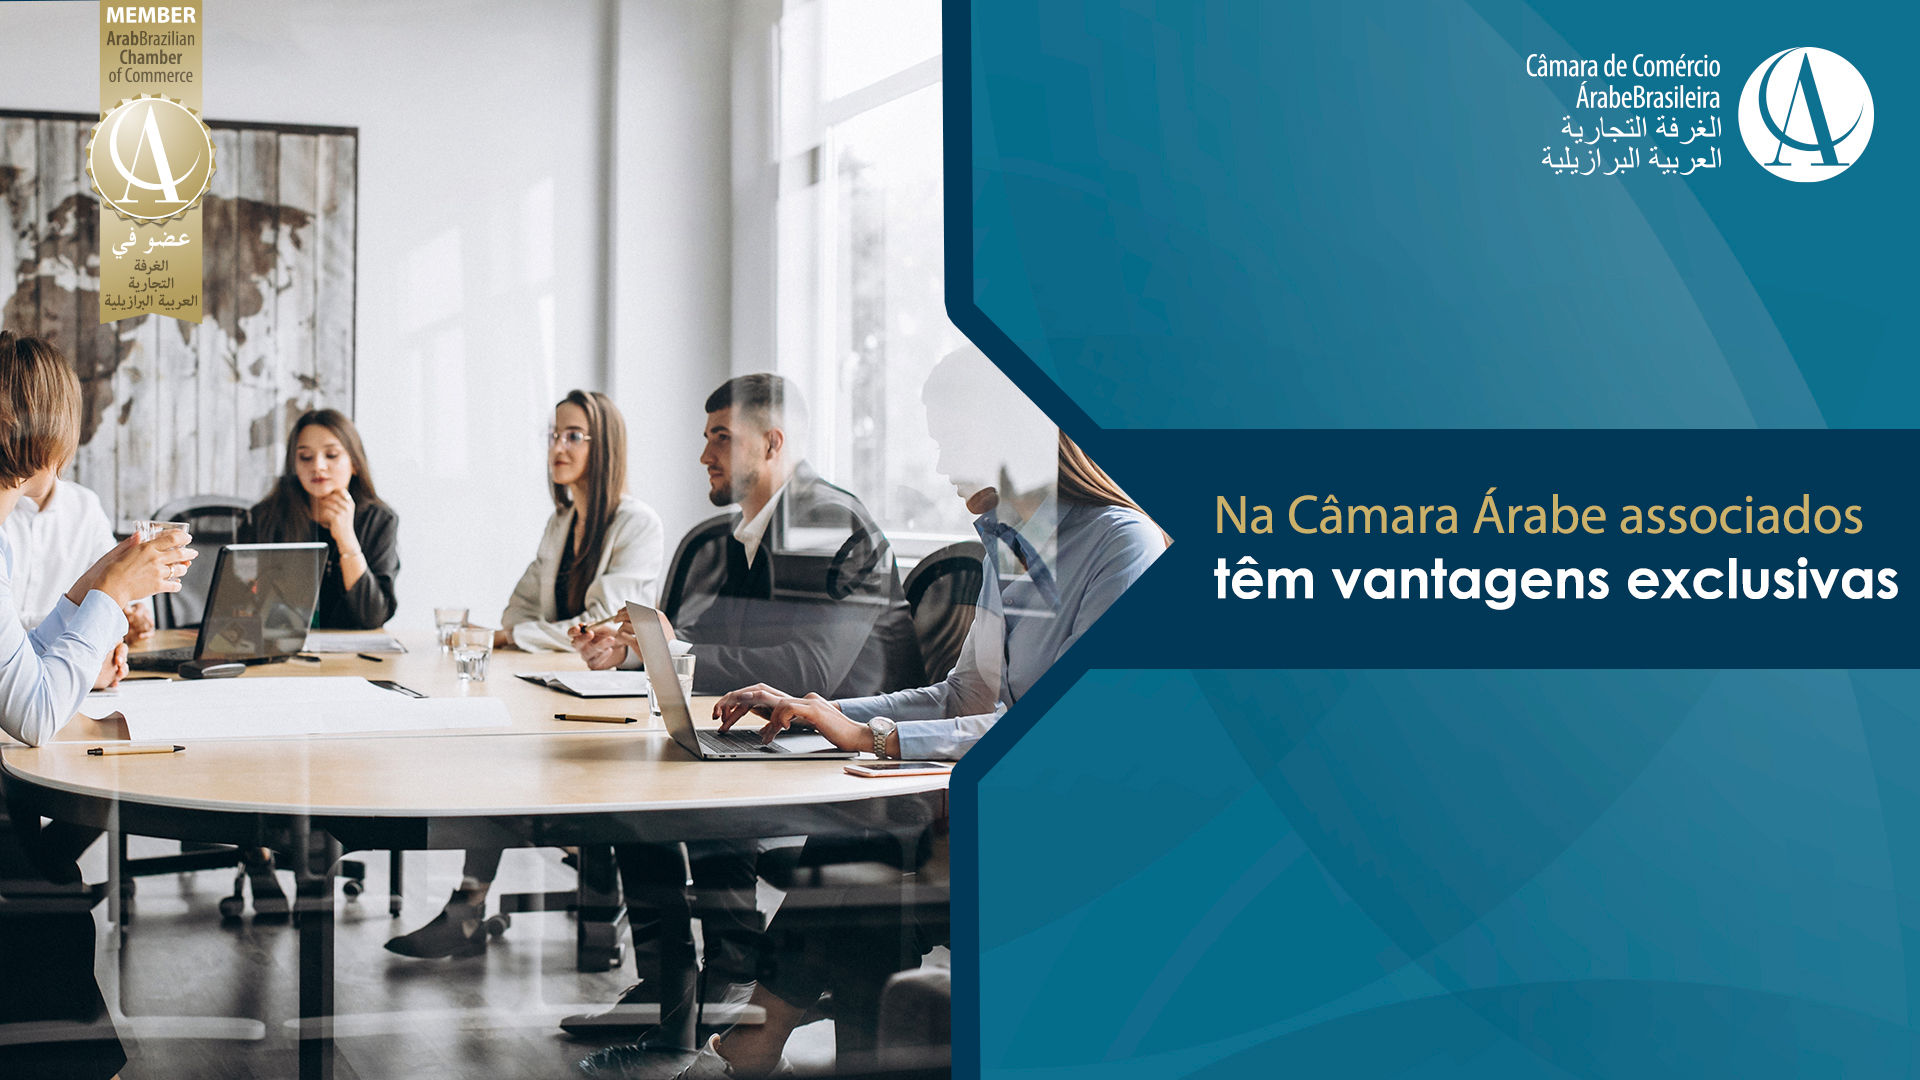 MEMBER
ArabBrazilian
Chamber
of Commerce
عضو في
الغرفة
التجارية
العربية البرازيلية
Câmara de Comércio
ÁrabeBrasileira
الغرفة التجارية
العربية البرازيلية
Na Câmara Árabe associados
têm vantagens exclusivas